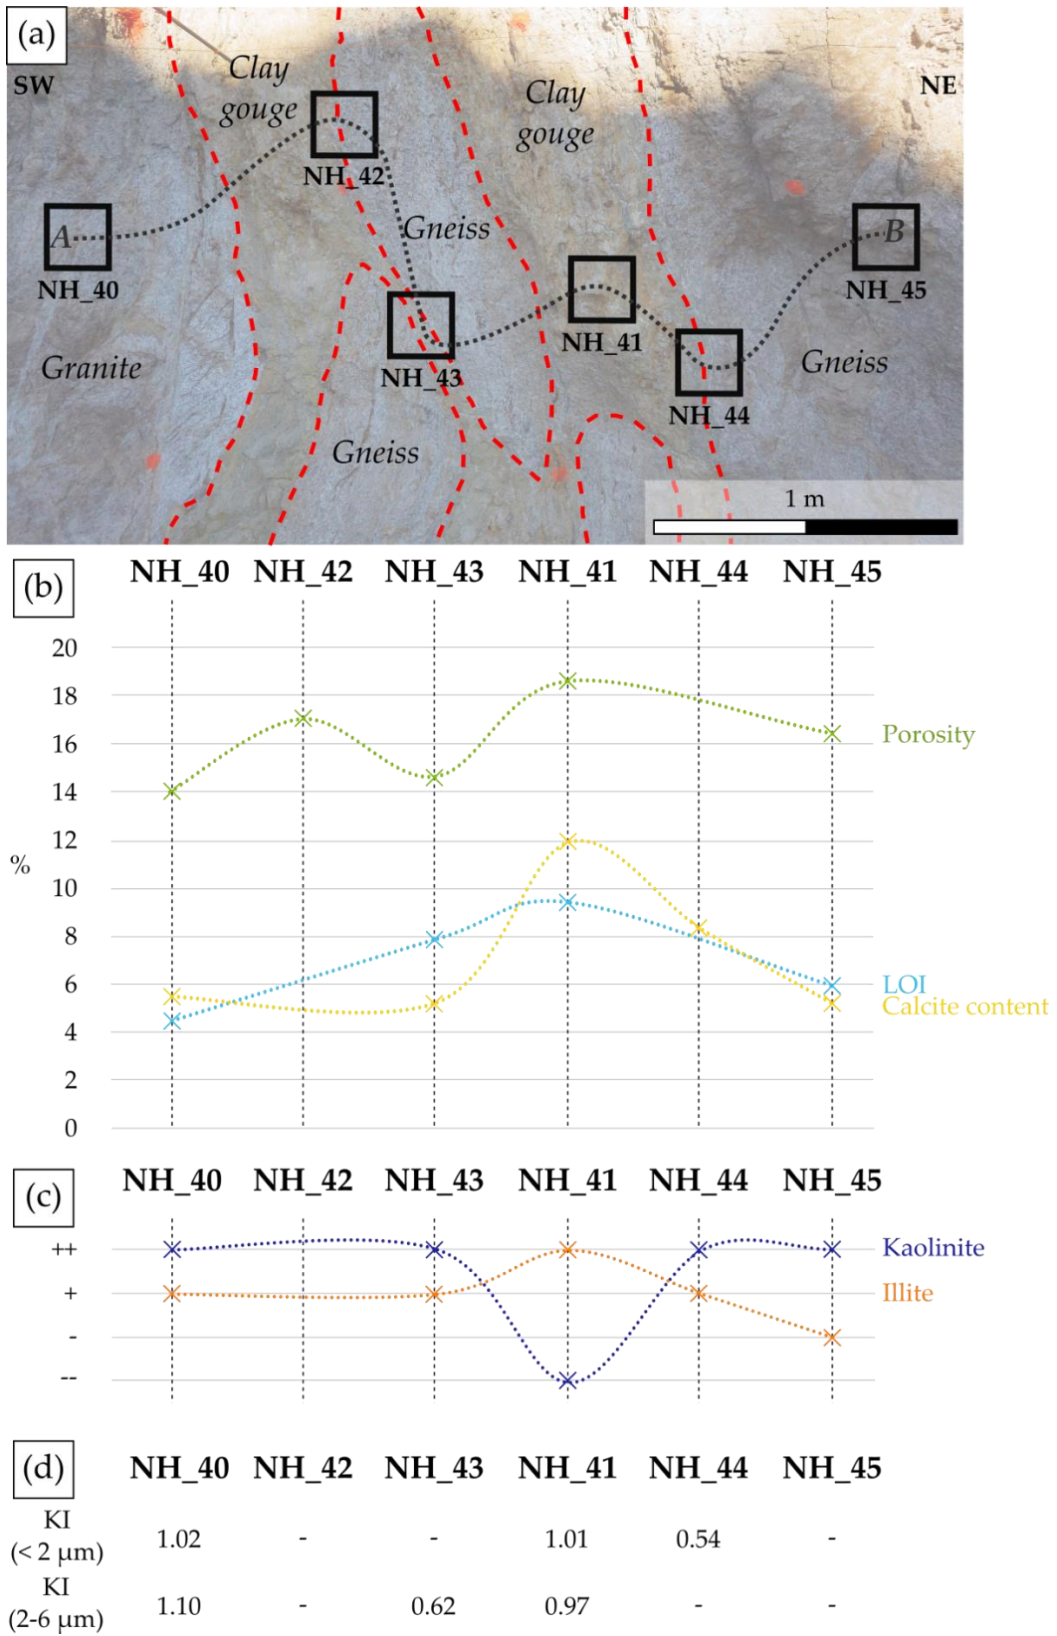 (a)
SW
NE
Clay
gouge
Clay
gouge
NH_42
Gneiss
A
B
NH_40
NH_45
NH_41
Granite
NH_43
Gneiss
NH_44
Gneiss
1 m
(b)
NH_40 NH_42 NH_43 NH_41 NH_44 NH_45
20
18
16
Porosity
14
12
%
10
8
6
LOI
Calcite content
4
2
0
(c)
NH_40 NH_42 NH_43 NH_41 NH_44 NH_45
++
Kaolinite
+
Illite
-
--
(d)
NH_40 NH_42 NH_43 NH_41 NH_44 NH_45
KI
(< 2 µm) 1.02 - - 1.01 0.54 -
KI
(2-6 µm) 1.10 - 0.62 0.97 - -